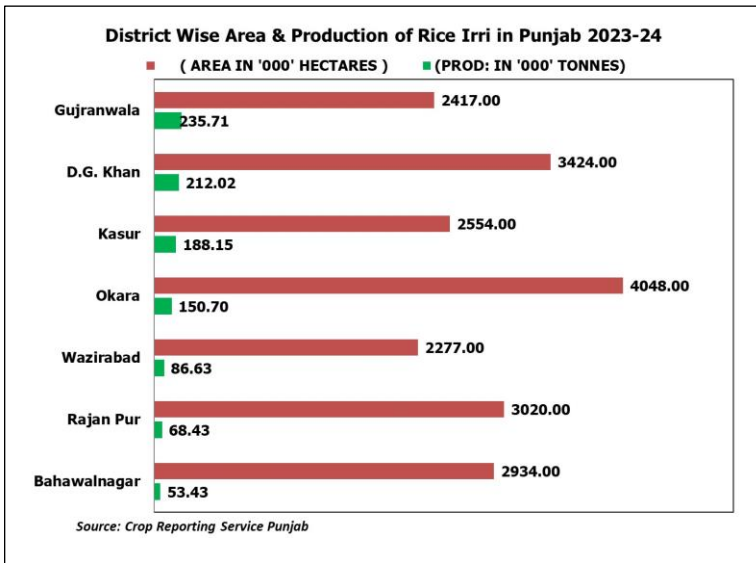 District Wise Area & Production of Rice Irri in Punjab 2023-24
( AREA IN '000' HECTARES ) (PROD: IN '000' TONNES)
Gujranwala 2417.00
235.71
D.G. Khan 3424.00
212.02
Kasur 2554.00
188.15
Okara 4048.00
150.70
Wazirabad 2277.00
86.63
Rajan Pur 3020.00
68.43
Bahawalnagar 2934.00
53.43
Source: Crop Reporting Service Punjab